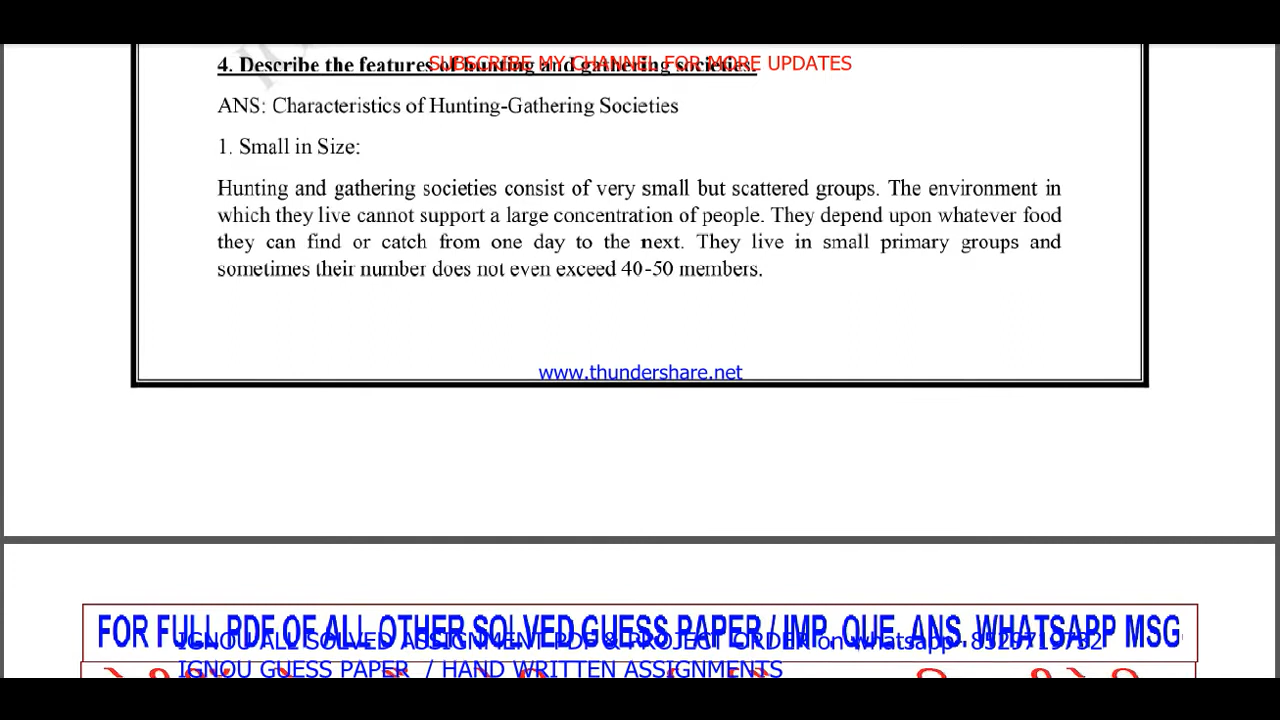 4. Describe the features of hunting and gathering societies.
SUBSCRIBE MY CHANNEL FOR MORE UPDATES
ANS: Characteristics of Hunting-Gathering Societies
1. Small in Size:
Hunting and gathering societies consist of very small but scattered groups. The environment in
which they live cannot support a large concentration of people. They depend upon whatever food
they can find or catch from one day to the next. They live in small primary groups and
sometimes their number does not even exceed 40-50 members.
www.thundershare.net
FOR FULL PDF OF ALL OTHER SOLVED GUESS PAPER / IMP. QUE. ANS. WHATSAPP MSG
IGNOU ALL SOLVED ASSIGNMENT PDF & PROJECT ORDER on whatsapp- 8529719732
IGNOU GUESS PAPER / HAND WRITTEN ASSIGNMENTS